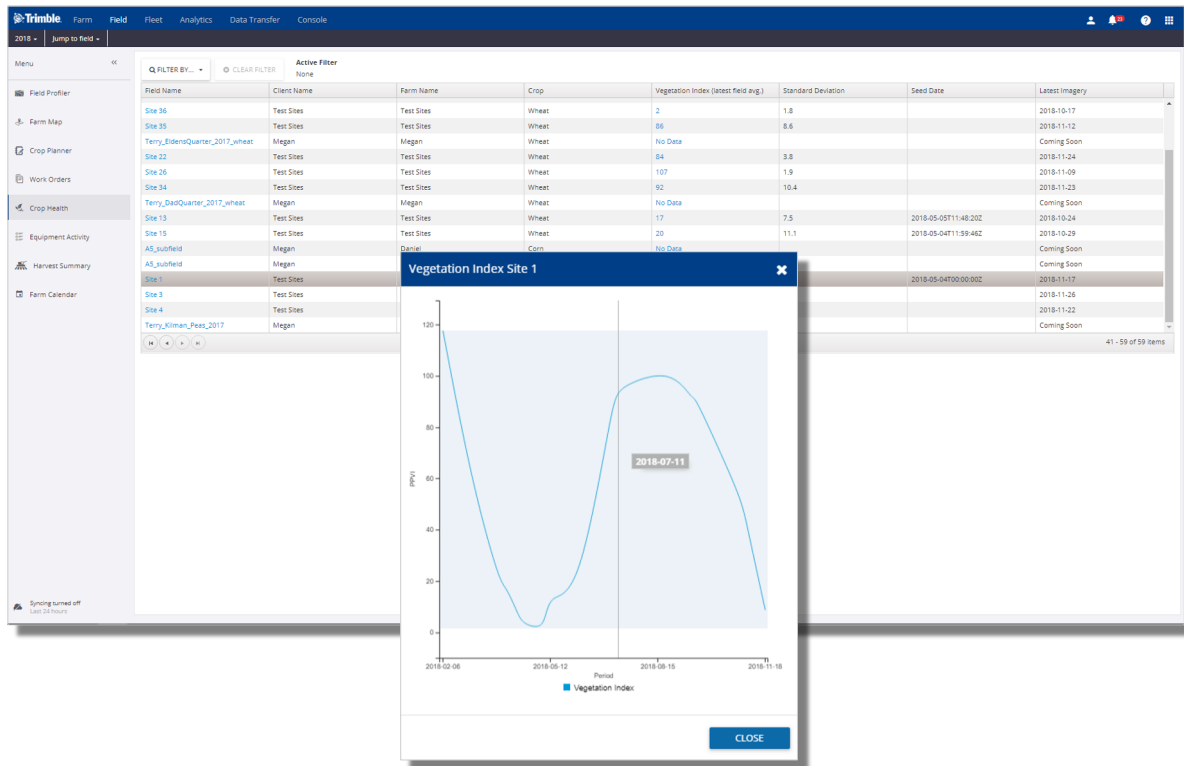 Trimble. Farm Field Fleet Analytics Data Transfer Console
2018 Jump to field
Menu
Field Profiler
Farm Map
Crop Planner
Work Orders
Crop Health
Equipment Activity
Harvest Summary
Farm Calendar
Syncing turned off
Last 24 hours
FILTER BY... CLEAR FILTER
Active Filter
None
Field Name Client Name Farm Name Crop Vegetation Index (latest field avg.) Standard Deviation Seed Date Latest Imagery
Site 36 Test Sites Test Sites Wheat 2 1.8 2018-10-17
Site 35 Test Sites Test Sites Wheat 86 8.6 2018-11-12
Terry_EldensQuarter_2017_wheat Megan Megan Wheat No Data Coming Soon
Site 22 Test Sites Test Sites Wheat 84 3.8 2018-11-24
Site 26 Test Sites Test Sites Wheat 107 1.9 2018-11-09
Site 34 Test Sites Test Sites Wheat 92 10.4 2018-11-23
Terry_DadQuarter_2017_wheat Megan Megan Wheat No Data Coming Soon
Site 13 Test Sites Test Sites Wheat 17 7.5 2018-05-05T11:48:20Z 2018-10-24
Site 15 Test Sites Test Sites Wheat 20 11.1 2018-05-04T11:59:46Z 2018-10-29
A5_subfield Megan Daniel Corn No Data Coming Soon
A5_subfield Megan Coming Soon
Site 1 Test Sites 2018-05-04T00:00:00Z 2018-11-17
Site 3 Test Sites 2018-11-26
Site 4 Test Sites 2018-11-22
Terry_Kilman_Peas_2017 Megan Coming Soon
41 - 59 of 59 items
Vegetation Index Site 1
120
100
80
60
40
20
0
PPVI
2018-07-11
2018-02-06 2018-05-12 2018-08-15 2018-11-18
Period
Vegetation Index
CLOSE